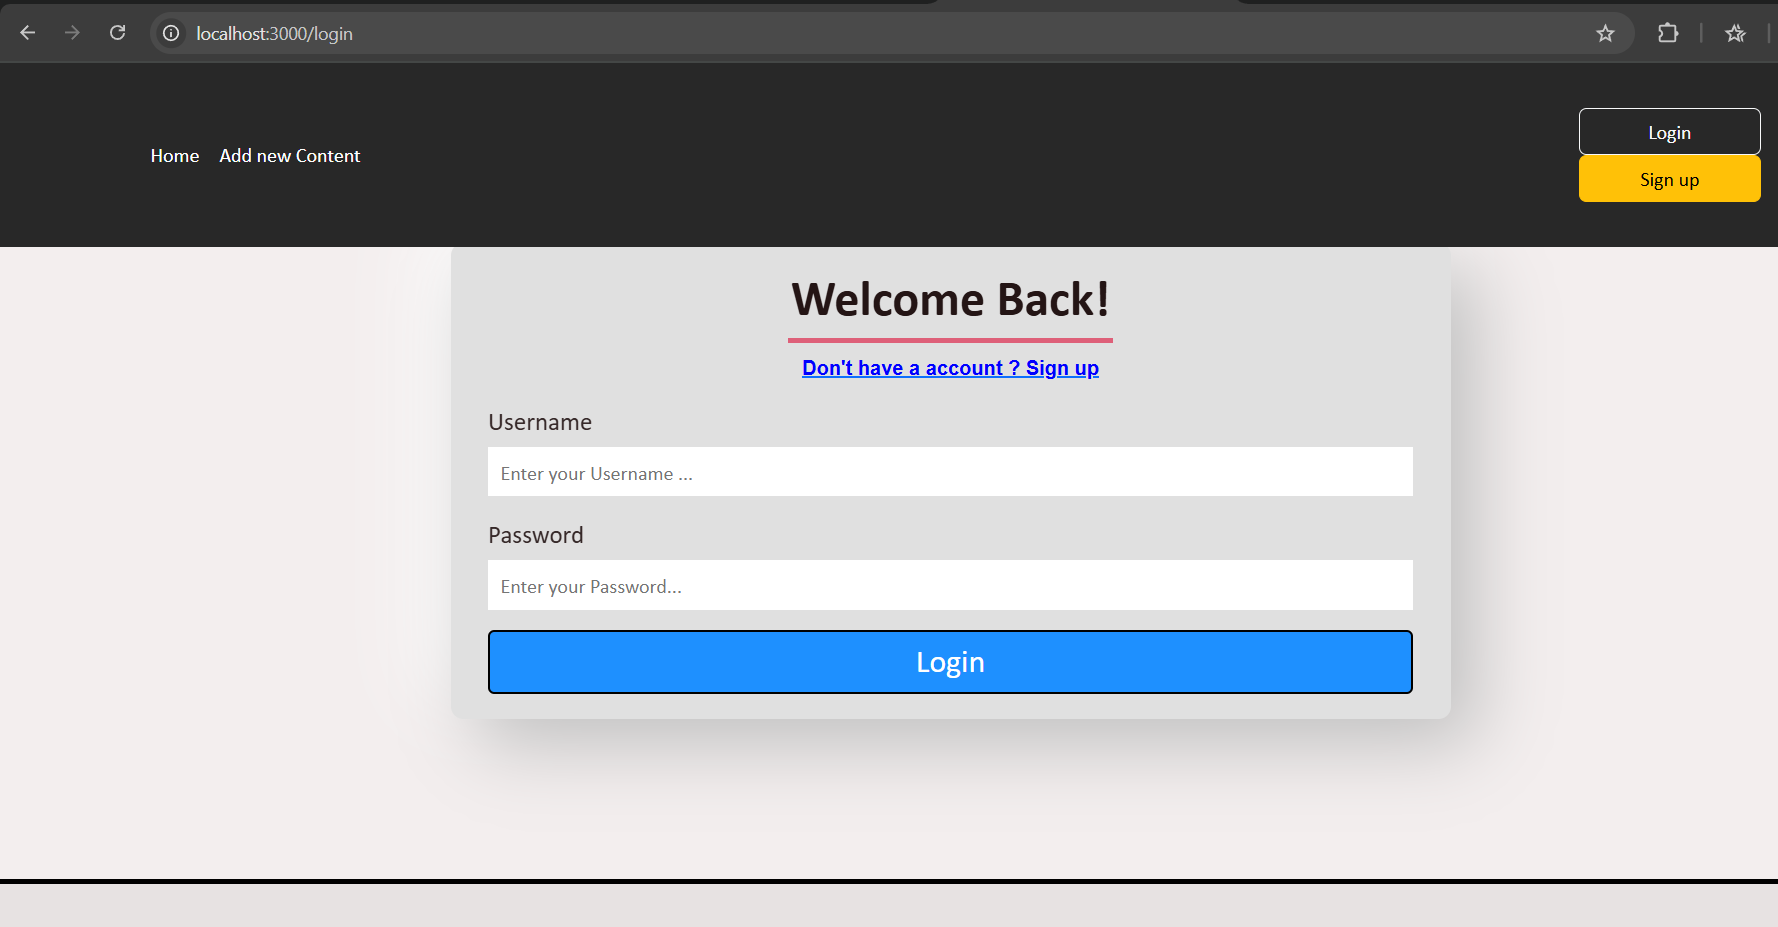 localhost:3000/login
Home Add new Content
Login
Sign up
Welcome Back!
Don't have a account ? Sign up
Username
Enter your Username ...
Password
Enter your Password...
Login